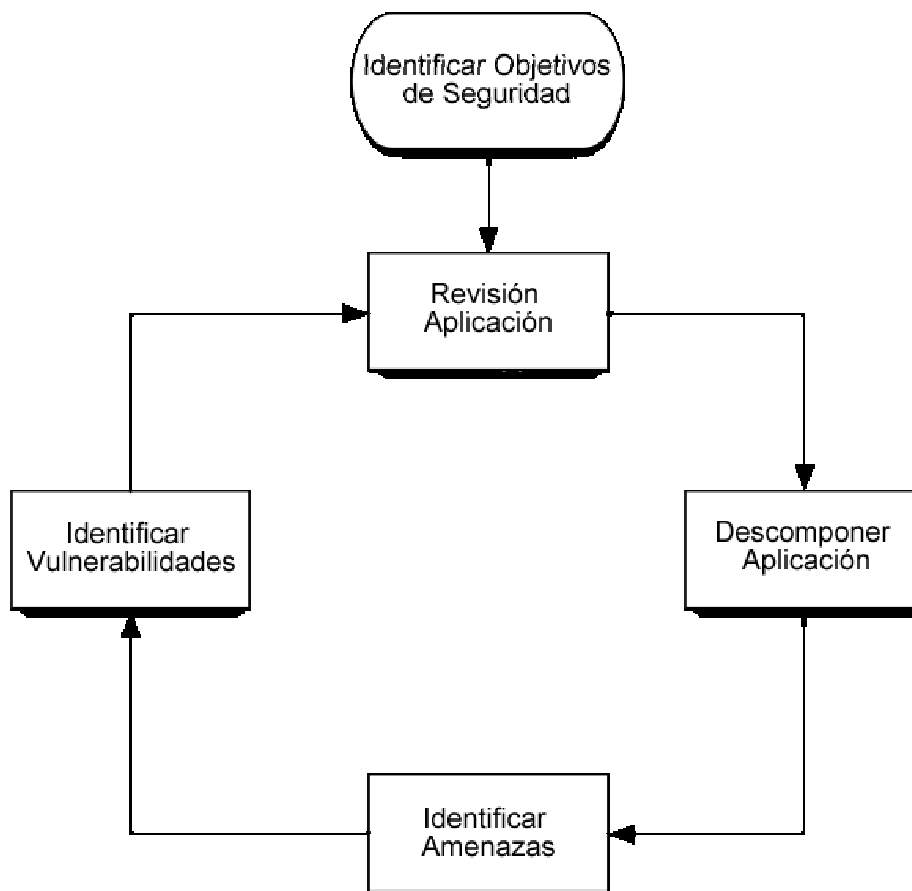 Identificar Objetivos
de Seguridad
Revisión
Aplicación
Identificar
Vulnerabilidades
Descomponer
Aplicación
Identificar
Amenazas